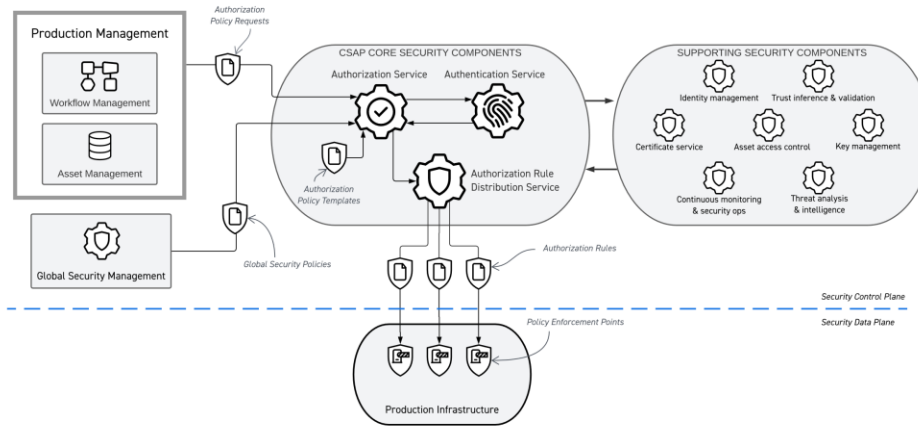 Authorization
Policy Requests
Production Management
Workflow Management
Asset Management
Global Security Management
Global Security Policies
CSAP CORE SECURITY COMPONENTS
Authorization Service
Authentication Service
Authorization
Policy Templates
Authorization Rule
Distribution Service
SUPPORTING SECURITY COMPONENTS
Identity management
Trust inference & validation
Certificate service
Asset access control
Key management
Continuous monitoring
& security ops
Threat analysis
& intelligence
Authorization Rules
Security Control Plane
Security Data Plane
Policy Enforcement Points
Production Infrastructure